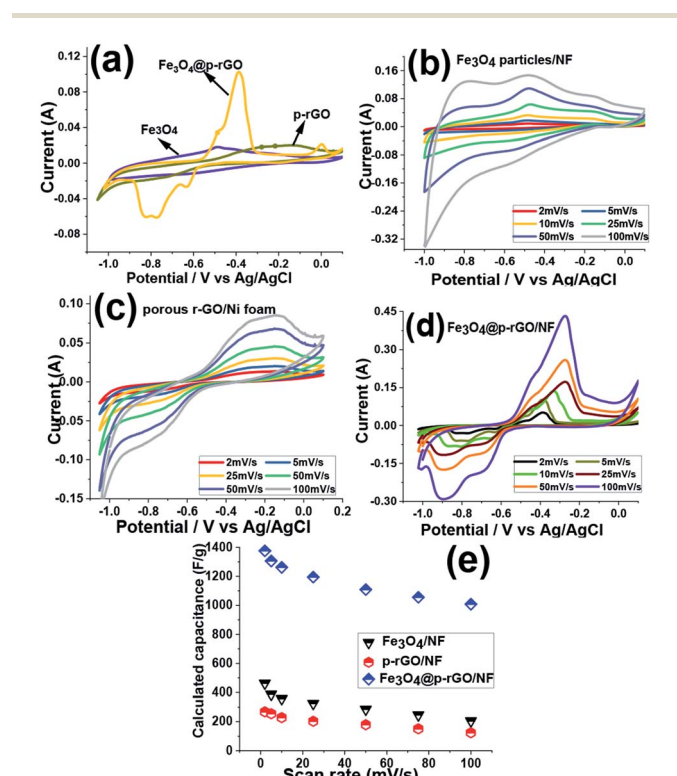 (a)
Fe3O4@p-rGO
Fe3O4
p-rGO
0.12
0.08
0.04
0.00
-0.04
-0.08
Current (A)
-1.0 -0.8 -0.6 -0.4 -0.2 0.0
Potential / V vs Ag/AgCl
(b)
Fe3O4 particles/NF
0.16
0.08
0.00
-0.08
-0.16
-0.24
-0.32
Current (A)
2mV/s 5mV/s
10mV/s 25mV/s
50mV/s 100mV/s
-1.0 -0.8 -0.6 -0.4 -0.2 0.0
Potential / V vs Ag/AgCl
(c)
porous r-GO/Ni foam
0.10
0.05
0.00
-0.05
-0.10
-0.15
Current (A)
2mV/s 5mV/s
25mV/s 50mV/s
50mV/s 100mV/s
-1.0 -0.8 -0.6 -0.4 -0.2 0.0 0.2
Potential / V vs Ag/AgCl
(d)
Fe3O4@p-rGO/NF
0.45
0.30
0.15
0.00
-0.15
-0.30
Current (A)
2mV/s 5mV/s
10mV/s 25mV/s
50mV/s 100mV/s
-1.0 -0.8 -0.6 -0.4 -0.2 0.0
Potential / V vs Ag/AgCl
(e)
1400
1200
1000
800
600
400
200
0
Calculated capacitance (F/g)
Fe3O4/NF
p-rGO/NF
Fe3O4@p-rGO/NF
0 20 40 60 80 100
Scan rate (mV/s)